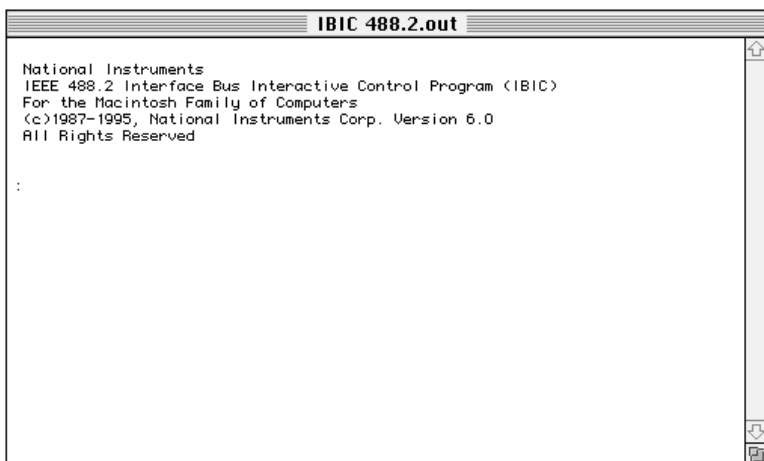 IBIC 488.2.out
National Instruments
IEEE 488.2 Interface Bus Interactive Control Program (IBIC)
For the Macintosh Family of Computers
(c)1987-1995, National Instruments Corp. Version 6.0
All Rights Reserved
: